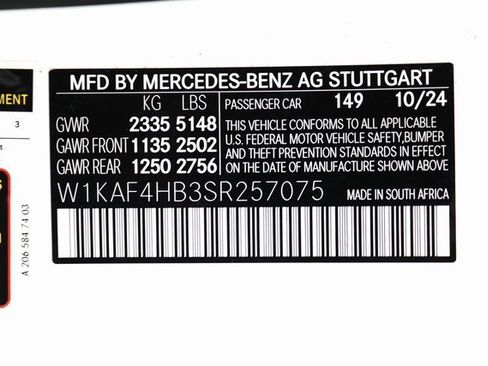 MENT
3
MFD BY MERCEDES-BENZ AG STUTTGART
KG LBS
GVWR 2335 5148
GAWR FRONT 1135 2502
GAWR REAR 1250 2756
PASSENGER CAR 149 10/24
THIS VEHICLE CONFORMS TO ALL APPLICABLE
U.S. FEDERAL MOTOR VEHICLE SAFETY,BUMPER
AND THEFT PREVENTION STANDARDS IN EFFECT
ON THE DATE OF MANUFACTURE SHOWN ABOVE
W1KAF4HB3SR257075
MADE IN SOUTH AFRICA
A 206 584 74 03